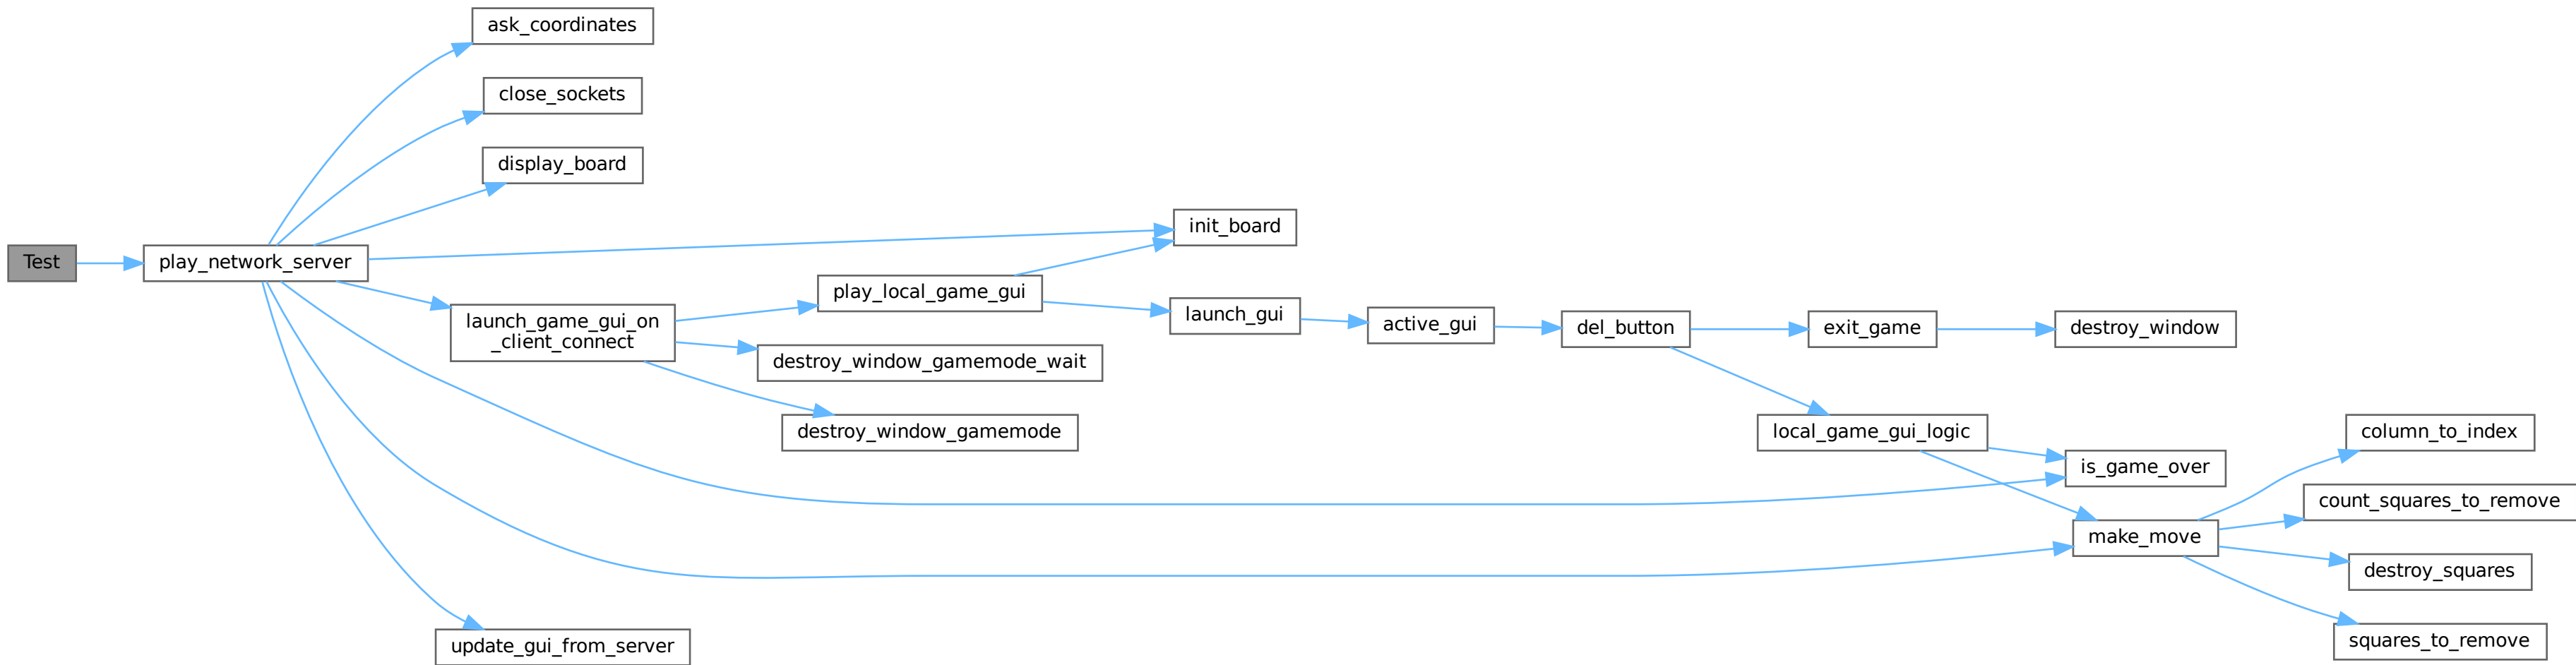 ask_coordinates
close_sockets
display_board
init_board
Test
play_network_server
play_local_game_gui
launch_game_gui_on
_client_connect
launch_gui
active_gui
del_button
exit_game
destroy_window
destroy_window_gamemode_wait
destroy_window_gamemode
local_game_gui_logic
column_to_index
is_game_over
count_squares_to_remove
make_move
destroy_squares
update_gui_from_server
squares_to_remove